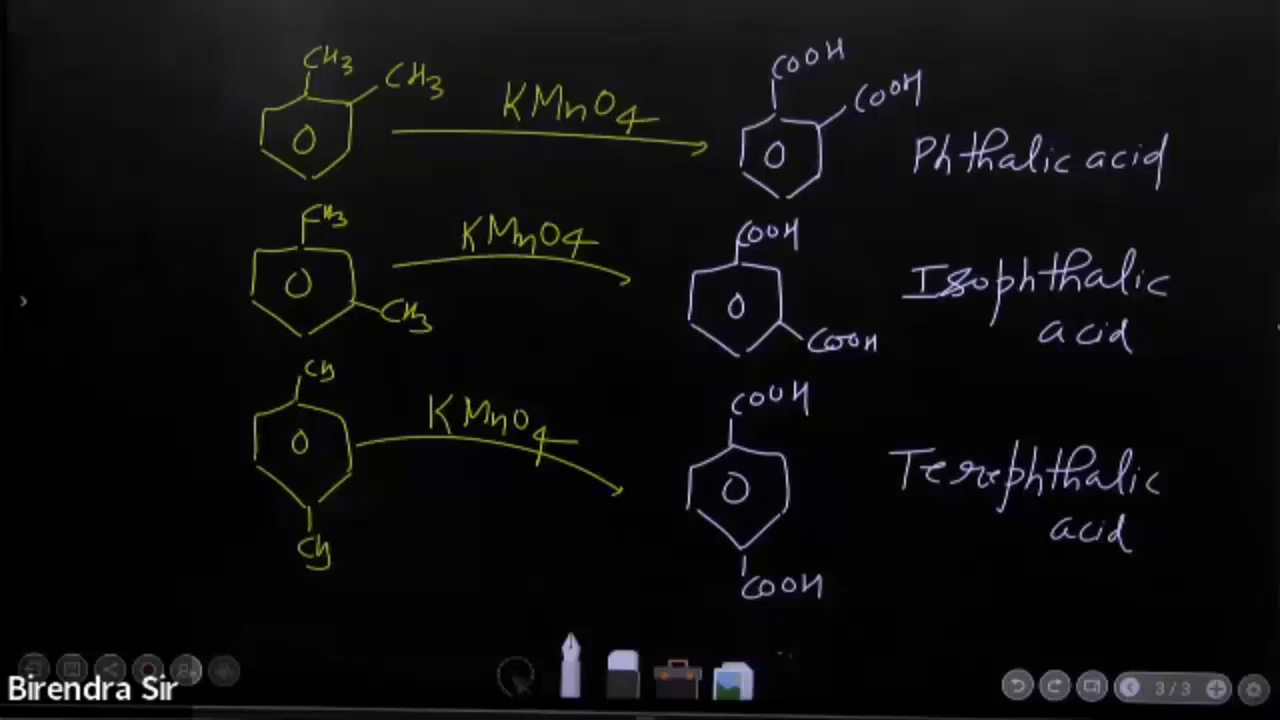 CH3 CH3 KMnO4 COOH COOH Phthalic acid
CH3 CH3 KMnO4 COOH COOH Isophthalic
acid
CH3 KMnO4 COOH Terephthalic
acid
CH3 COOH
Birendra Sir
3/3